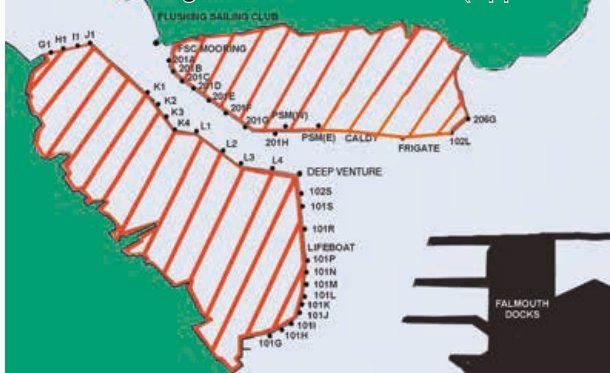 FLUSHING SAILING CLUB
G1
H1
I1
J1
FSC MOORING
201A
201B
201C
201D
201E
201F
201G
201H
PSM(W)
PSM(E)
CALDY
FRIGATE
102L
206G
K1
K2
K3
K4
L1
L2
L3
L4
DEEP VENTURE
102S
101S
101R
LIFEBOAT
101P
101N
101M
101L
101K
101J
101I
101H
101G
FALMOUTH
DOCKS